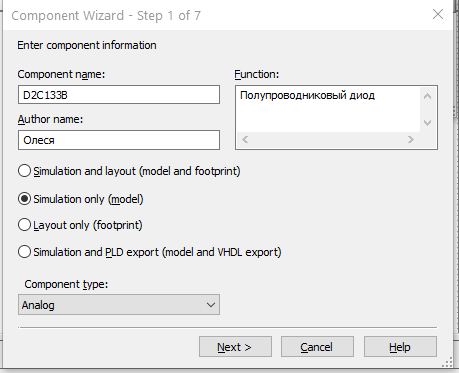 Component Wizard - Step 1 of 7
Enter component information
Component name:
Function:
D2C133B
Полупроводниковый диод
Author name:
Олеся
Simulation and layout (model and footprint)
Simulation only (model)
Layout only (footprint)
Simulation and PLD export (model and VHDL export)
Component type:
Analog
Next >
Cancel
Help